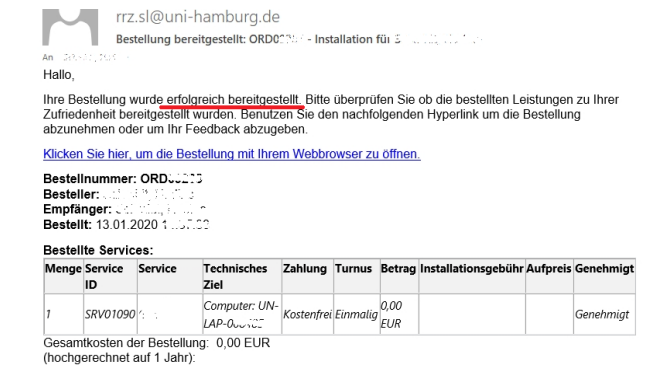 rrz.sl@uni-hamburg.de
Bestellung bereitgestellt: - Installation für
An
Hallo,
Ihre Bestellung wurde erfolgreich bereitgestellt. Bitte überprüfen Sie ob die bestellten Leistungen zu Ihrer
Zufriedenheit bereitgestellt wurden. Benutzen Sie den nachfolgenden Hyperlink um die Bestellung
abzunehmen oder um Ihr Feedback abzugeben.
Klicken Sie hier, um die Bestellung mit Ihrem Webbrowser zu öffnen.
Bestellnummer:
Besteller:
Empfänger:
Bestellt: 13.01.2020
Bestellte Services:
Menge Service ID Service Technisches Ziel Zahlung Turnus Betrag Installationsgebühr Aufpreis Genehmigt
1 SRV01090 Computer: UN- Kostenfrei Einmalig 0,00 EUR Genehmigt
Gesamtkosten der Bestellung: 0,00 EUR
(hochgerechnet auf 1 Jahr):